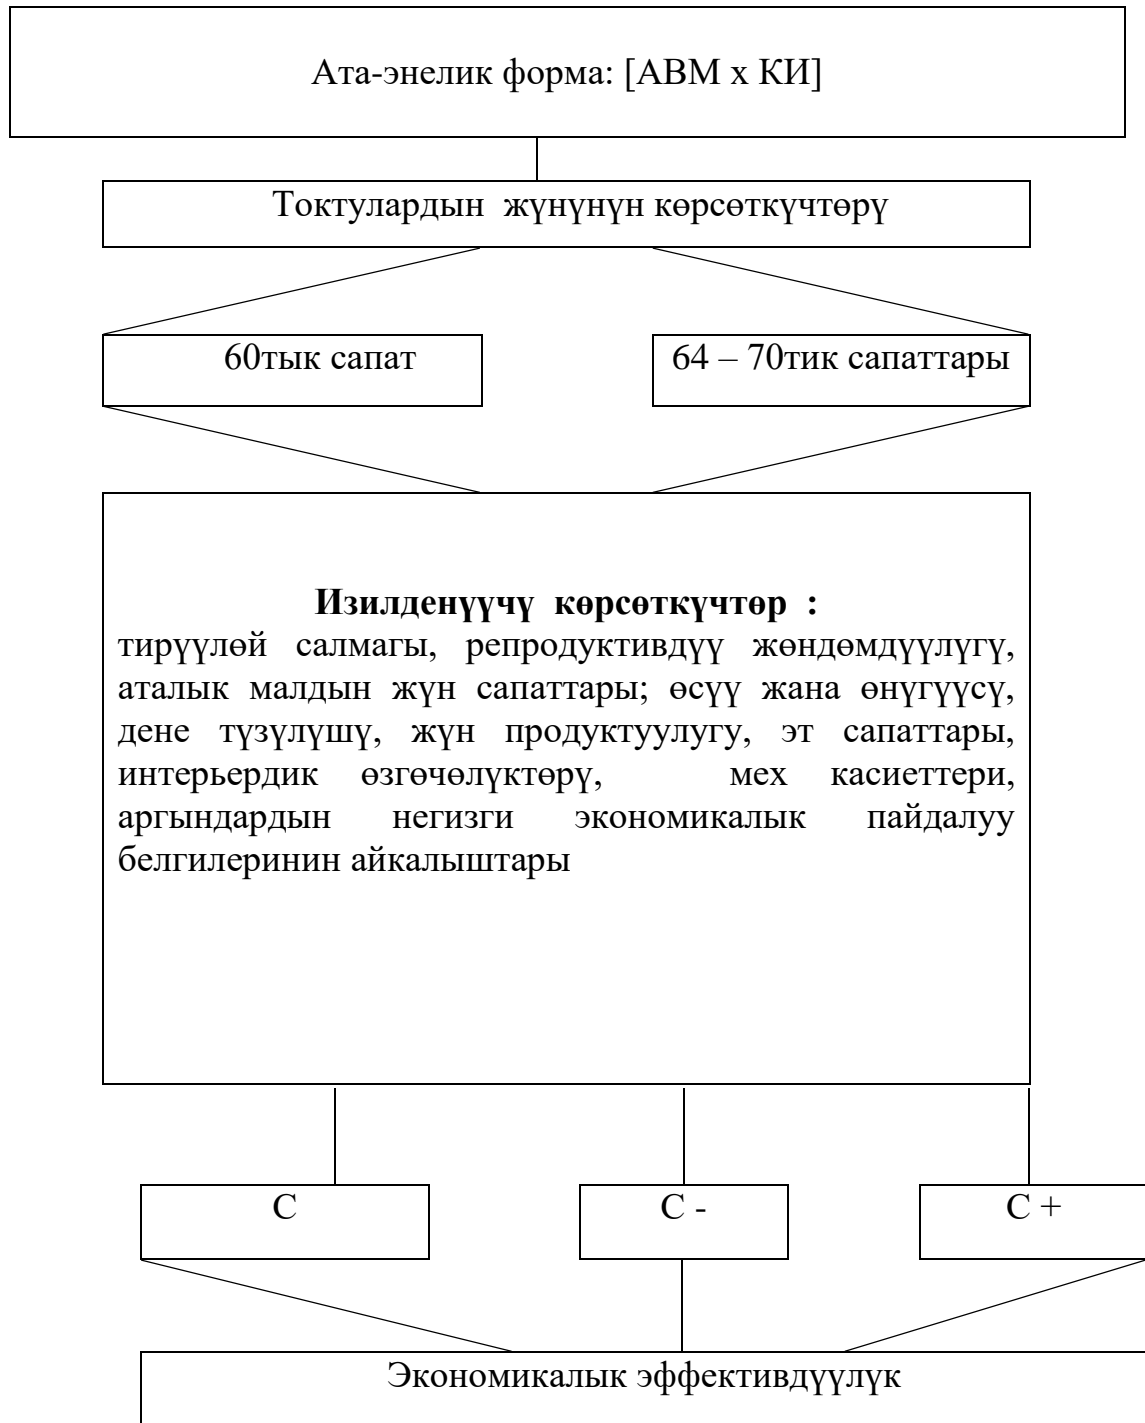 Ата-энелик форма: [АВМ х КИ]
Токтулардын жүнүнүн көрсөткүчтөрү
60тык сапат
64 – 70тик сапаттары
Изилденүүчү көрсөткүчтөр :
тирүүлөй салмагы, репродуктивдүү жөндөмдүүлүгү,
аталык малдын жүн сапаттары; өсүү жана өнүгүүсү,
дене түзүлүшү, жүн продуктуулугу, эт сапаттары,
интерьердик өзгөчөлүктөрү, мех касиеттери,
аргындардын негизги экономикалык пайдалуу
белгилеринин айкалыштары
С
С -
С +
Экономикалык эффективдүүлүк